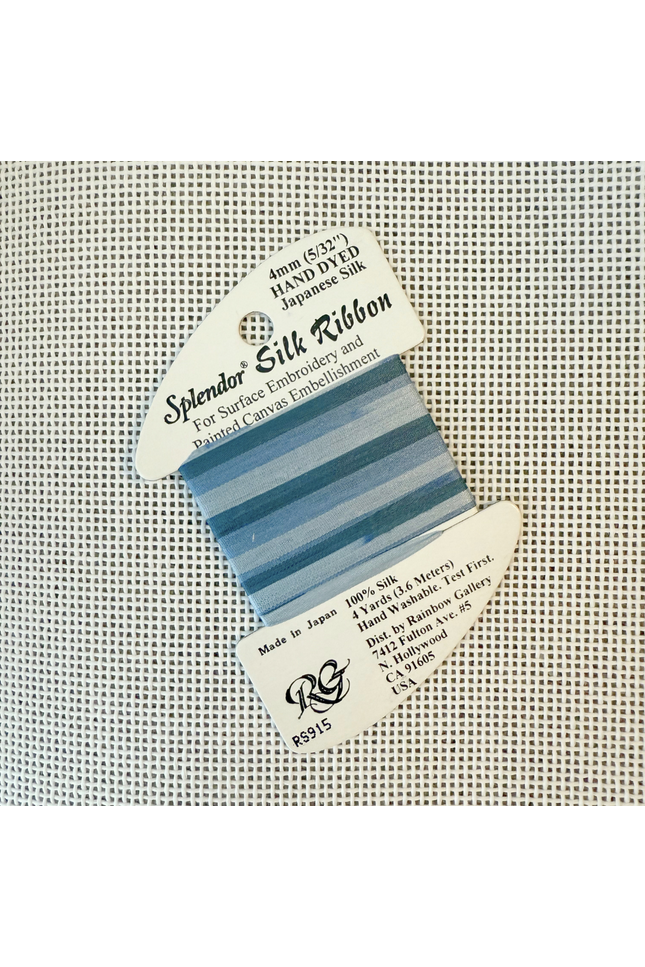 4mm (5/32")
HAND DYED
Japanese Silk
Splendor® Silk Ribbon
For Surface Embroidery and
Painted Canvas Embellishment
Made in Japan
100% Silk
4 Yards (3.6 Meters)
Hand Washable. Test First.
Dist. by Rainbow Gallery
7412 Fulton Ave. #5
N. Hollywood
CA 91605
USA
RG
RS915